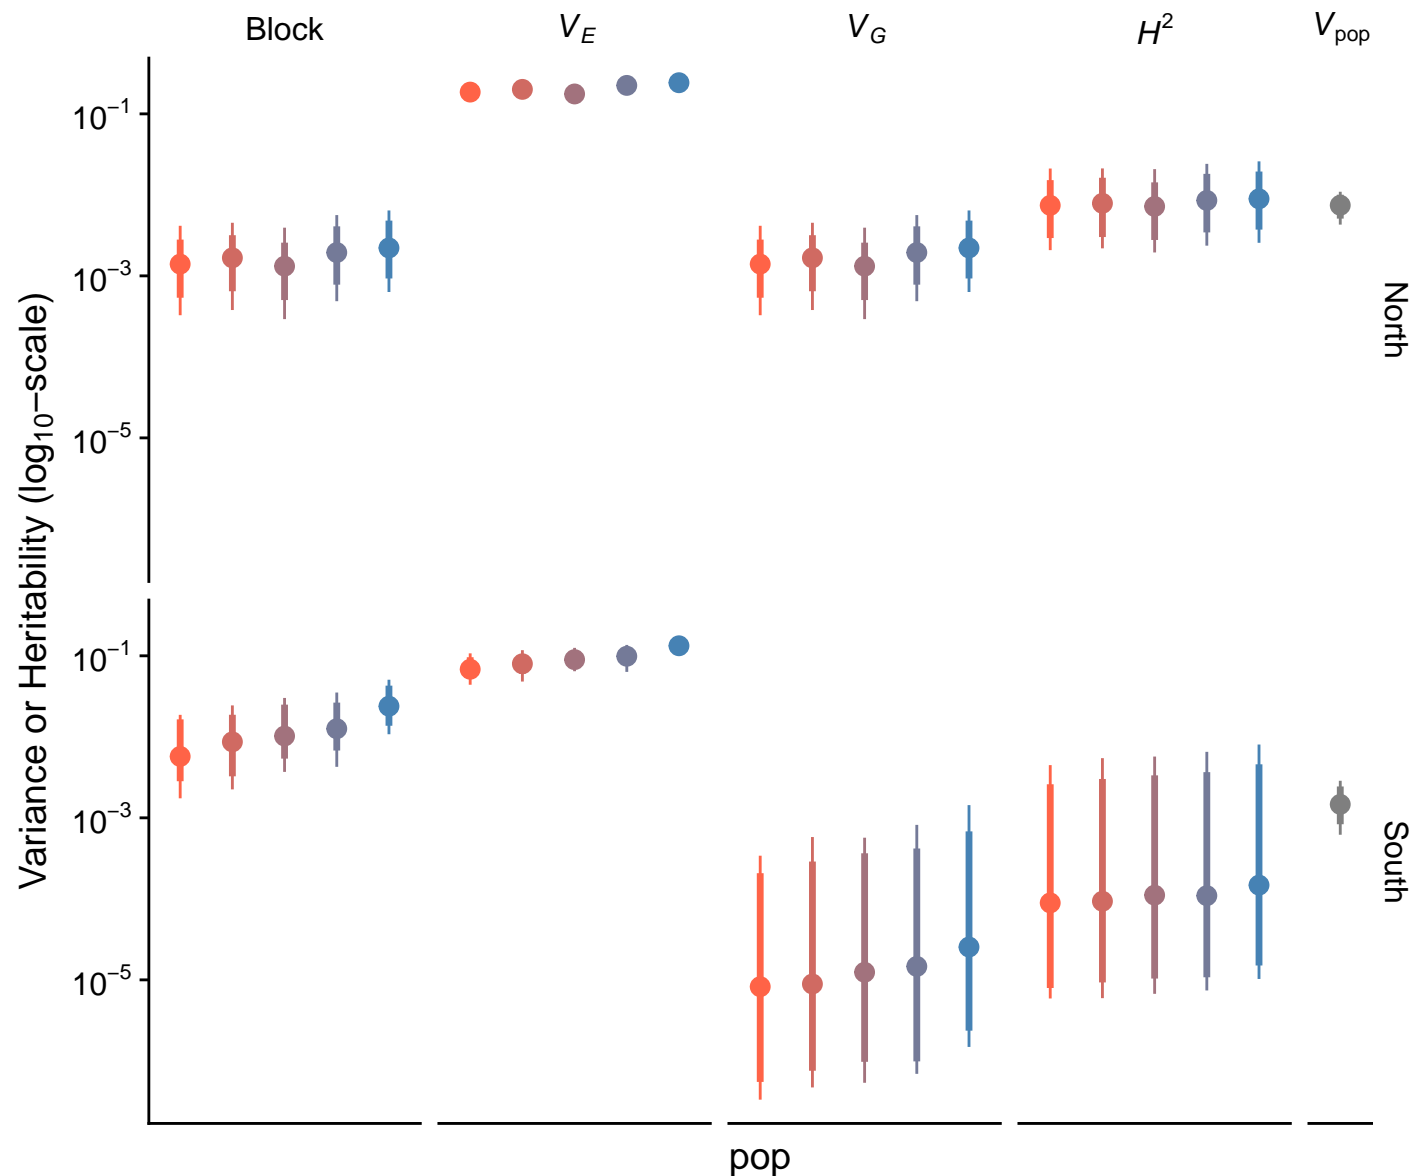 Block
V_E
V_G
H²
V_pop
10⁻¹
10⁻³
10⁻⁵
North
Variance or Heritability (log₁₀–scale)
10⁻¹
10⁻³
10⁻⁵
South
pop